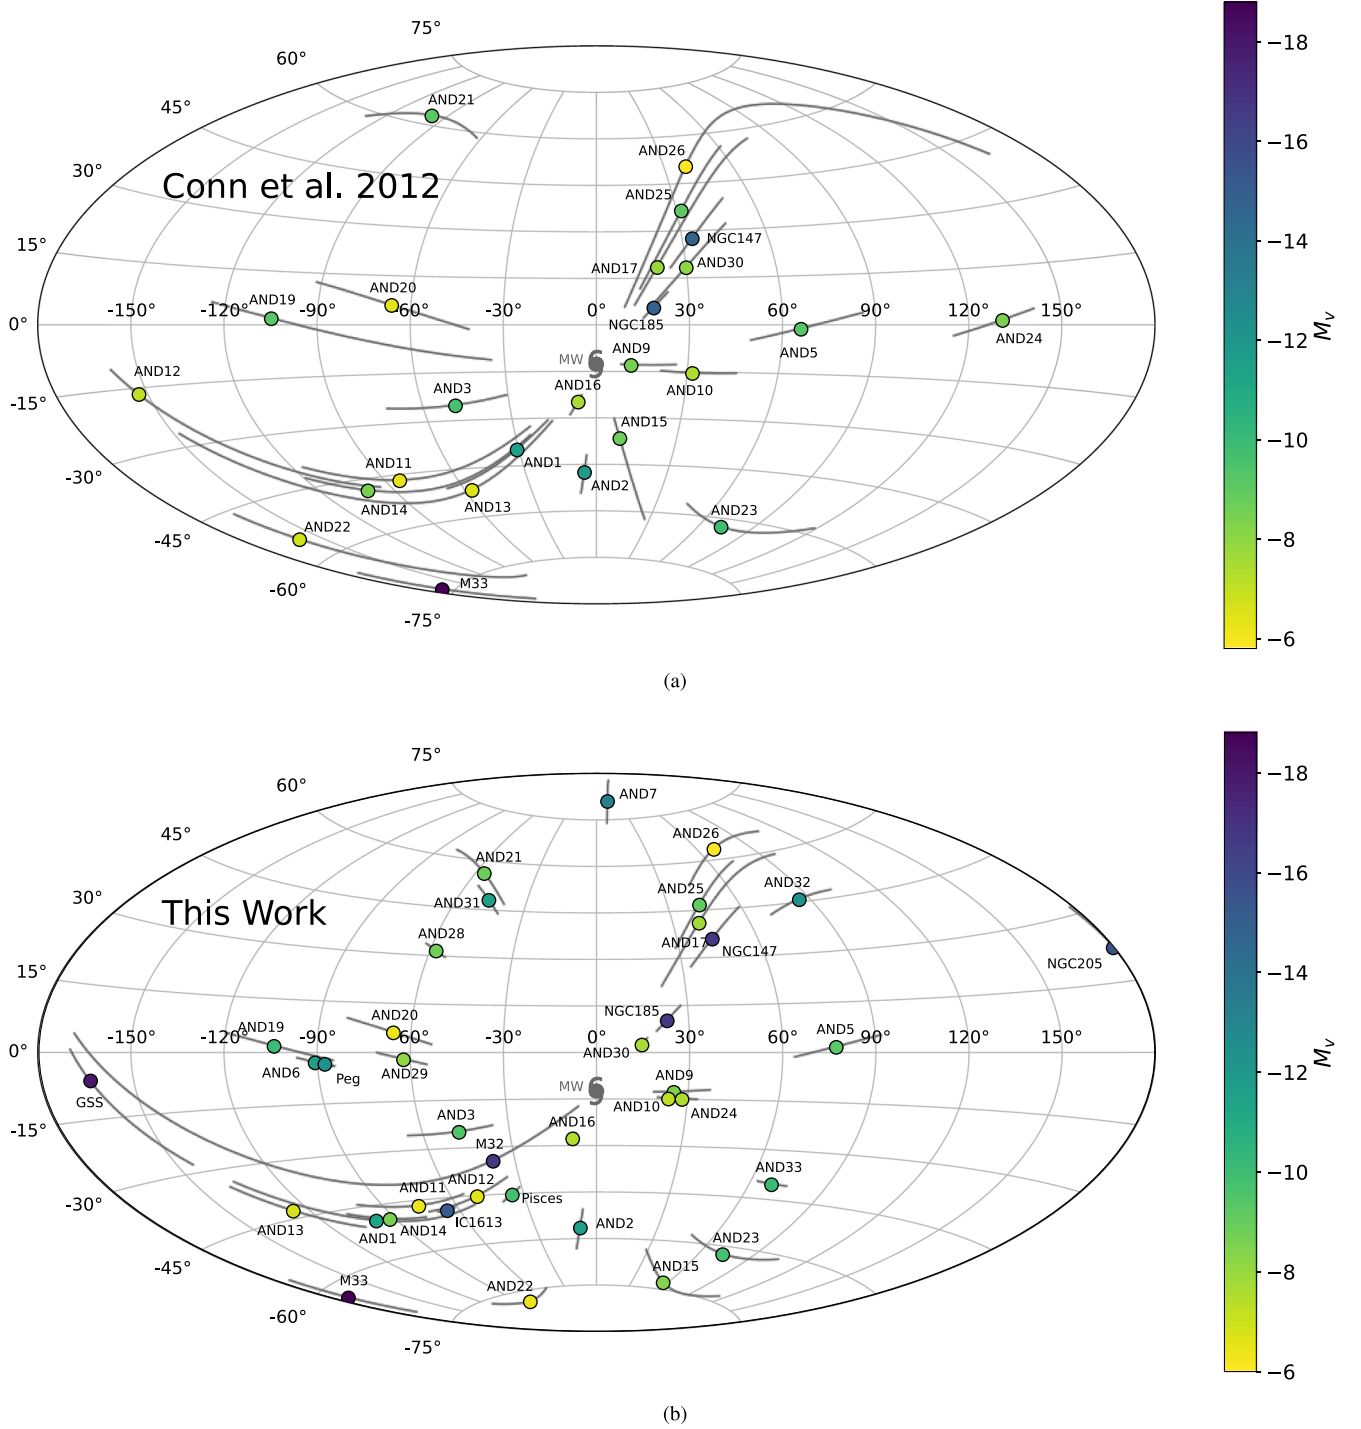 75°
60°
45°
30°
15°
0°
-15°
-30°
-45°
-60°
-75°
-150°
-120°
-90°
-60°
-30°
0°
30°
60°
90°
120°
150°
Conn et al. 2012
AND21
AND26
AND25
NGC147
AND17
AND30
NGC185
AND20
AND19
AND5
AND24
MW
AND9
AND10
AND12
AND3
AND16
AND15
AND1
AND11
AND2
AND14
AND13
AND23
AND22
M33
−18
−16
−14
−12
−10
−8
−6
Mv
(a)
75°
60°
45°
30°
15°
0°
-15°
-30°
-45°
-60°
-75°
-150°
-90°
-60°
-30°
0°
30°
60°
90°
120°
150°
This Work
AND7
AND26
AND21
AND31
AND25
AND32
AND28
AND17
NGC147
NGC205
NGC185
AND20
AND19
AND30
AND5
AND6
Peg
AND29
GSS
MW
AND9
AND10
AND24
AND3
AND16
M32
AND33
AND12
AND11
Pisces
AND13
AND1
AND14
IC1613
AND2
AND23
AND15
M33
AND22
−18
−16
−14
−12
−10
−8
−6
Mv
(b)